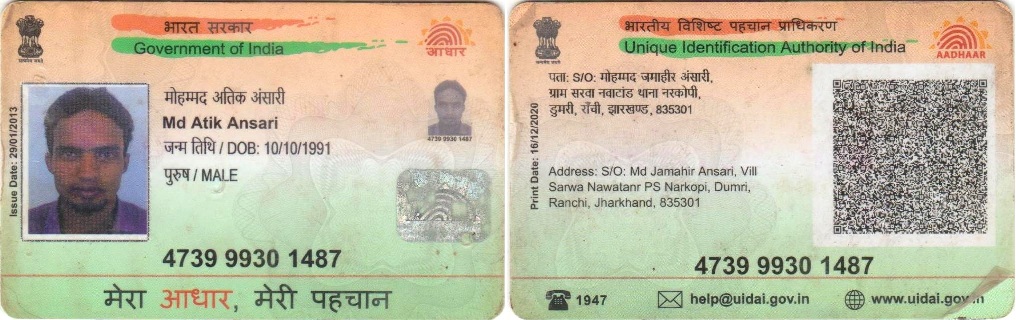 भारत सरकार
Government of India
आधार
Issue Date: 29/01/2013
मोहम्मद अतिक अंसारी
Md Atik Ansari
जन्म तिथि / DOB: 10/10/1991
पुरुष / MALE
4739 9930 1487
4739 9930 1487
मेरा आधार, मेरी पहचान
भारतीय विशिष्ट पहचान प्राधिकरण
Unique Identification Authority of India
AADHAAR
पता: S/O: मोहम्मद जमाहीर अंसारी,
ग्राम सरवा नवाटांड थाना नरकोपी,
डुमरी, राँची, झारखण्ड, 835301
Print Date: 16/12/2020
Address: S/O: Md Jamahir Ansari, Vill
Sarwa Nawatanr PS Narkopi, Dumri,
Ranchi, Jharkhand, 835301
4739 9930 1487
1947
help@uidai.gov.in
www.uidai.gov.in